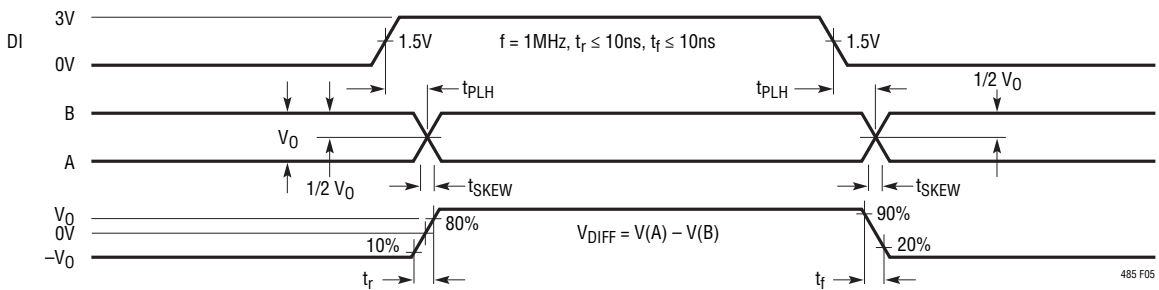 3V
DI
1.5V
f = 1MHz, tr ≤ 10ns, tf ≤ 10ns
1.5V
0V
tPLH
tPLH
1/2 VO
B
VO
A
1/2 VO
tSKEW
tSKEW
VO
80%
90%
0V
VDIFF = V(A) – V(B)
10%
20%
–VO
tr
tf
485 F05